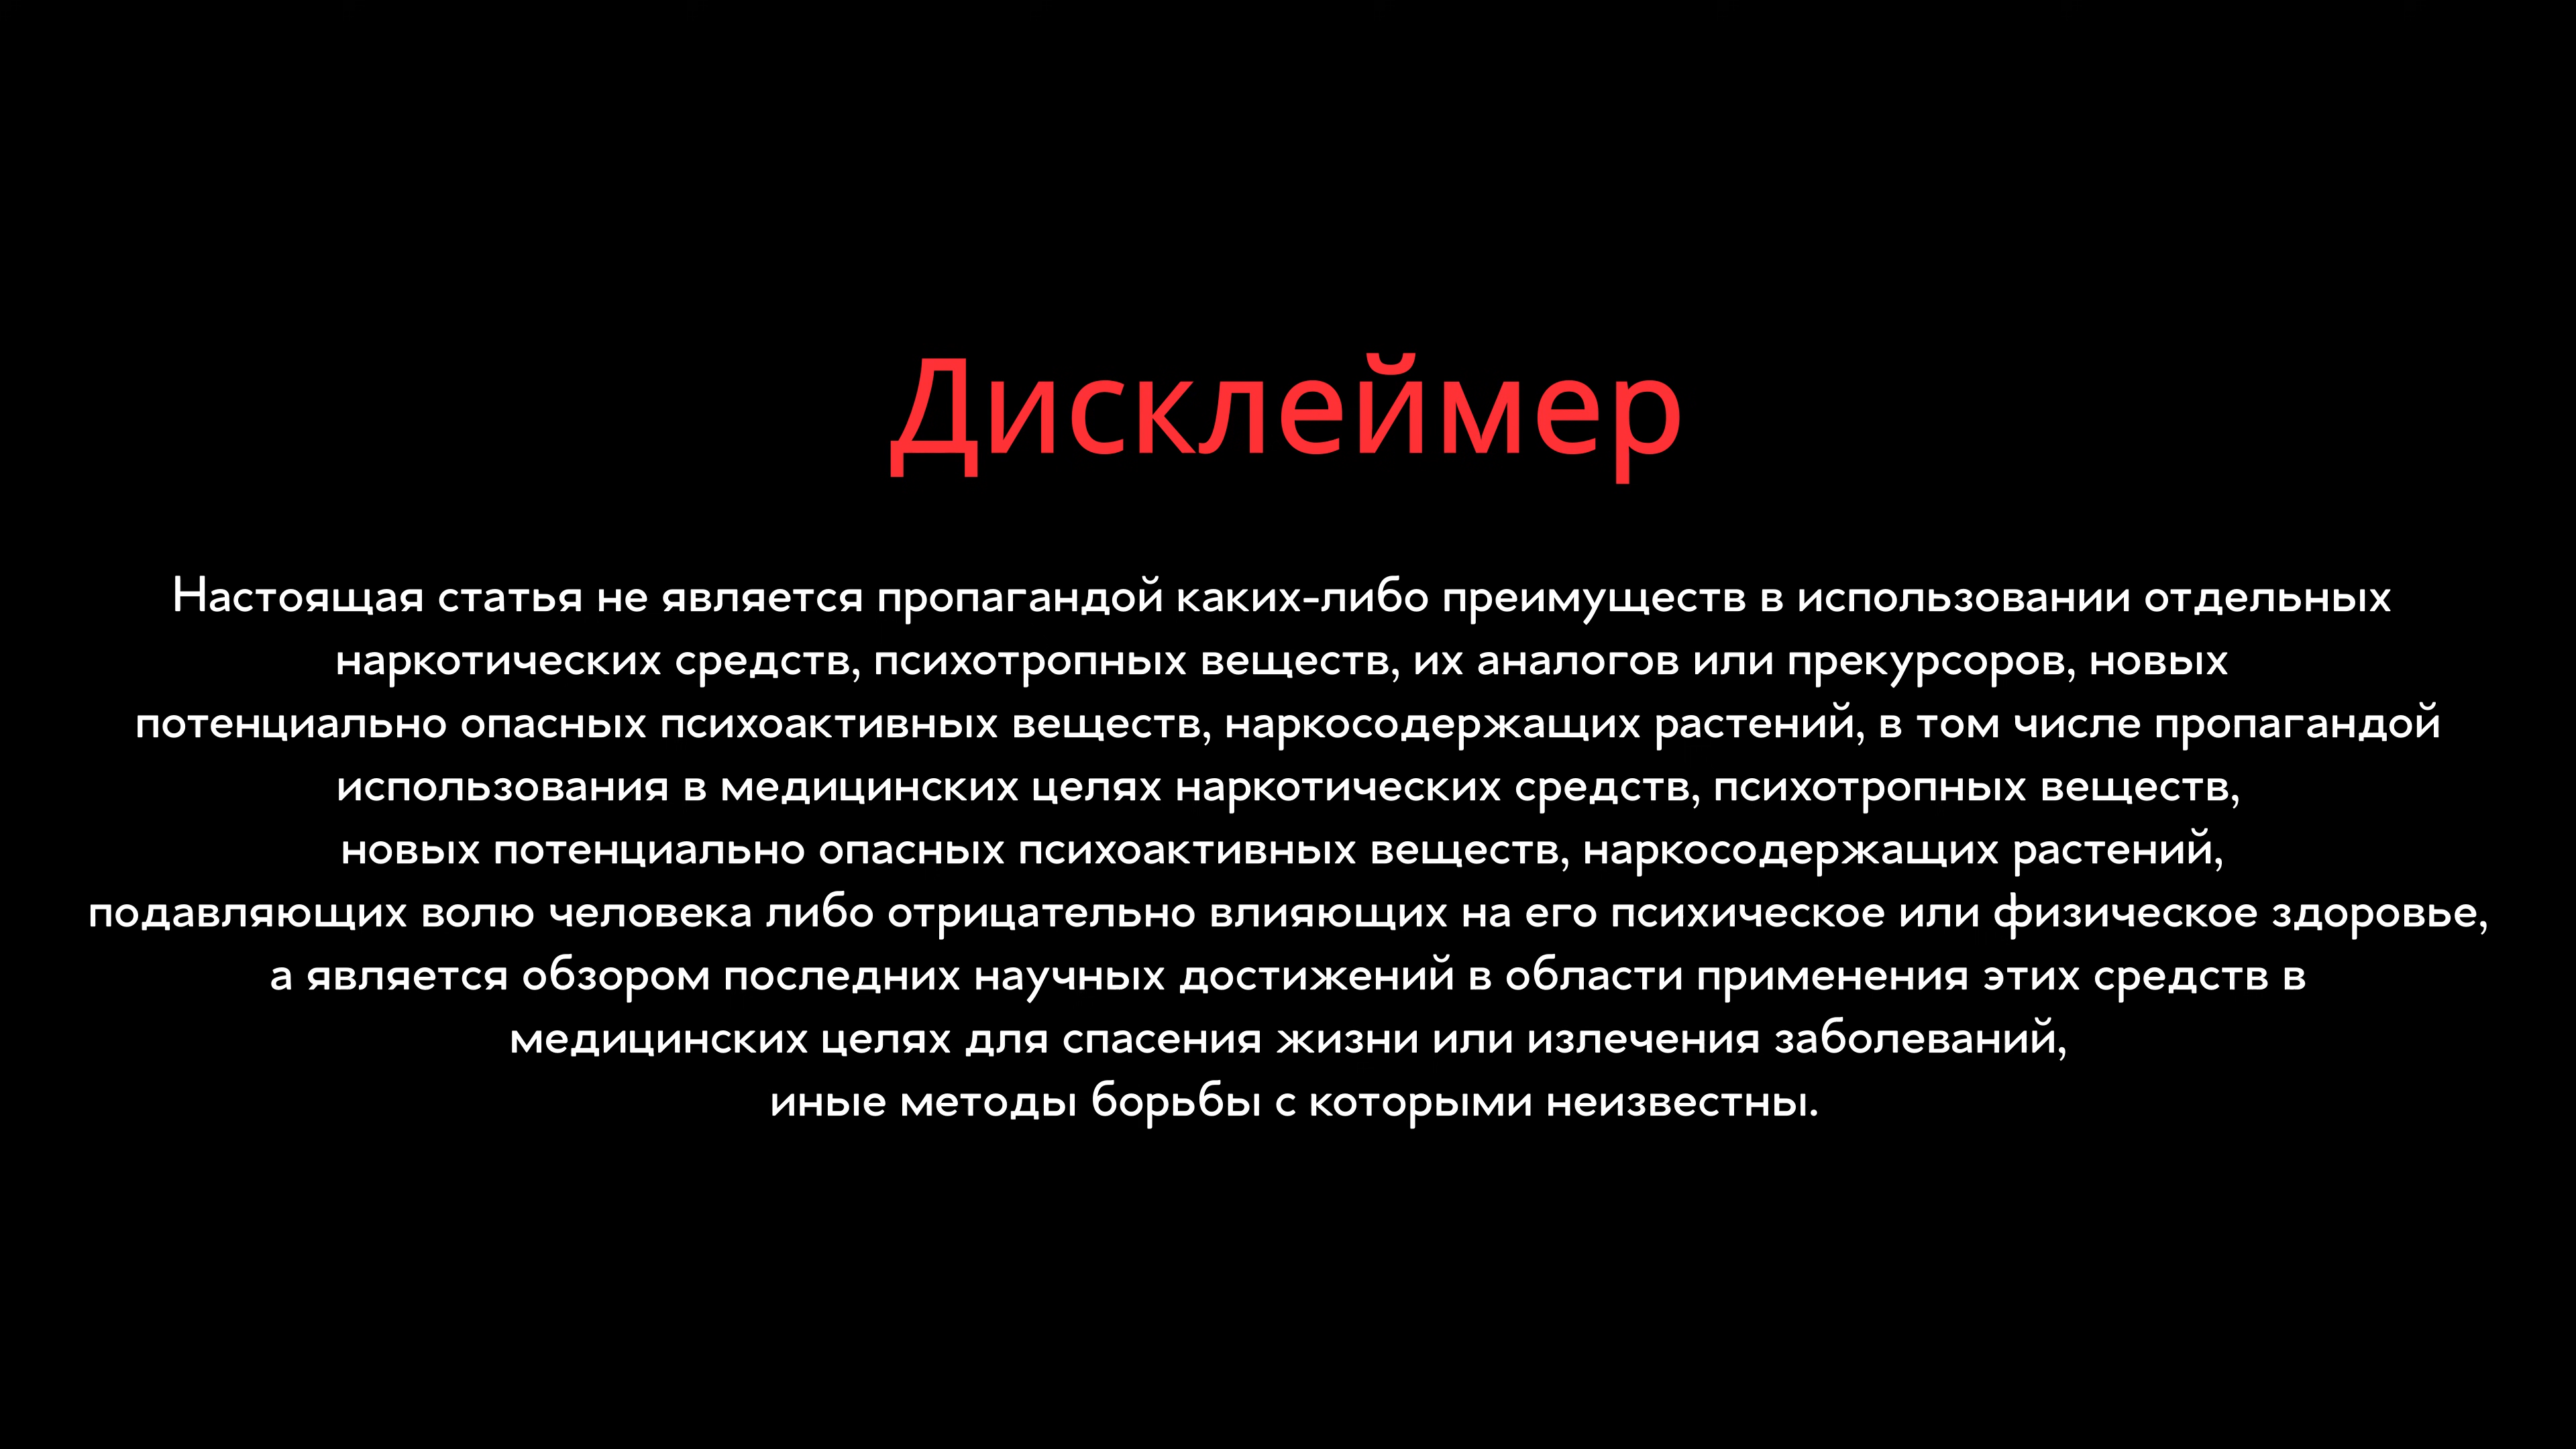 Дисклеймер
Настоящая статья не является пропагандой каких-либо преимуществ в использовании отдельных
наркотических средств, психотропных веществ, их аналогов или прекурсоров, новых
потенциально опасных психоактивных веществ, наркосодержащих растений, в том числе пропагандой
использования в медицинских целях наркотических средств, психотропных веществ,
новых потенциально опасных психоактивных веществ, наркосодержащих растений,
подавляющих волю человека либо отрицательно влияющих на его психическое или физическое здоровье,
а является обзором последних научных достижений в области применения этих средств в
медицинских целях для спасения жизни или излечения заболеваний,
иные методы борьбы с которыми неизвестны.